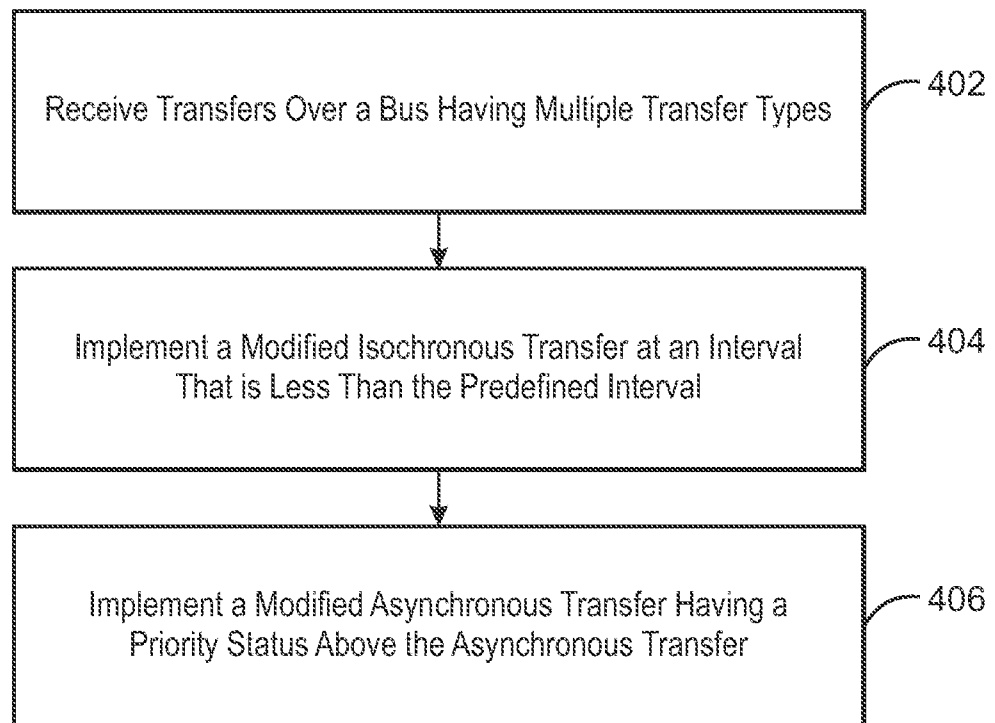 Receive Transfers Over a Bus Having Multiple Transfer Types
402
Implement a Modified Isochronous Transfer at an Interval
That is Less Than the Predefined Interval
404
Implement a Modified Asynchronous Transfer Having a
Priority Status Above the Asynchronous Transfer
406